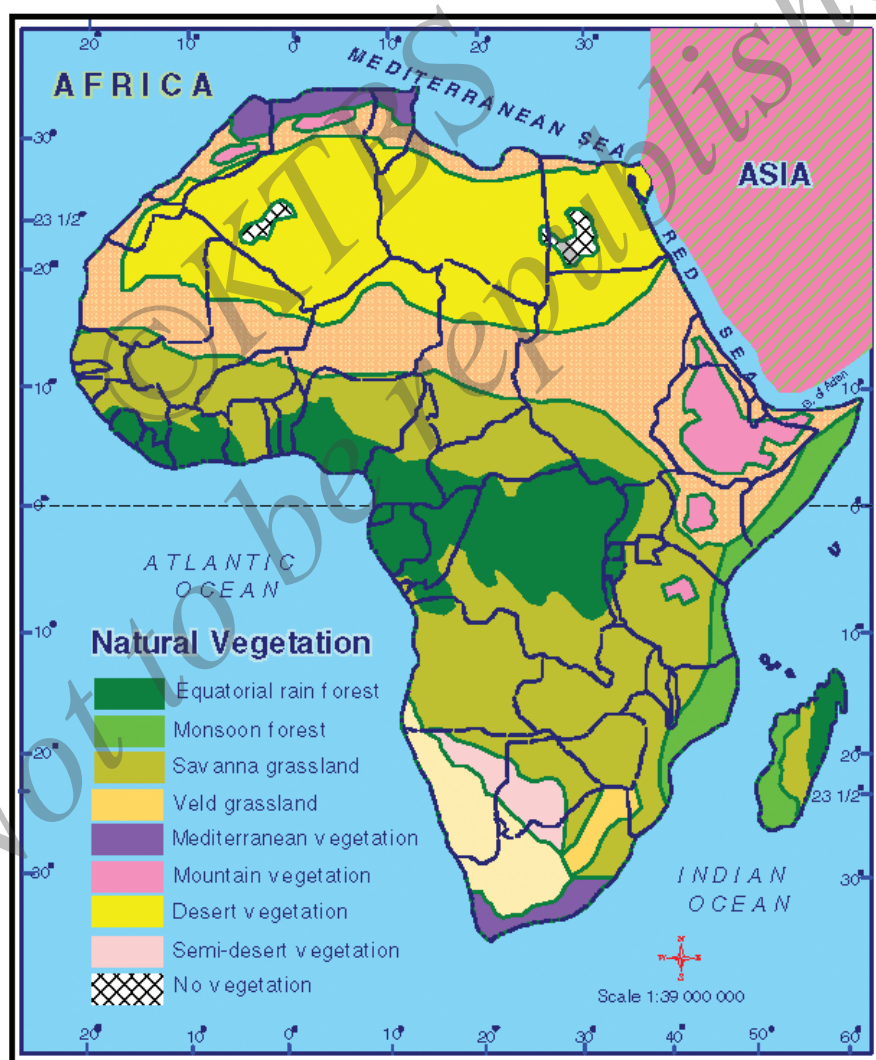 20° 10° 0° 10° 20° 30°
AFRICA
MEDITERRANEAN SEA
ASIA
30°
23 1/2°
20°
RED SEA
10°
G. of Aden
10°
0°
0°
ATLANTIC
OCEAN
10°
10°
Natural Vegetation
Equatorial rain forest
Monsoon forest
Savanna grassland
Veld grassland
Mediterranean vegetation
Mountain vegetation
Desert vegetation
Semi-desert vegetation
No vegetation
20°
20°
23 1/2°
30°
30°
INDIAN
OCEAN
N
W E
S
Scale 1:39 000 000
20° 10° 0° 10° 20° 30° 40° 50° 60°
©KTBS
Not to be republish